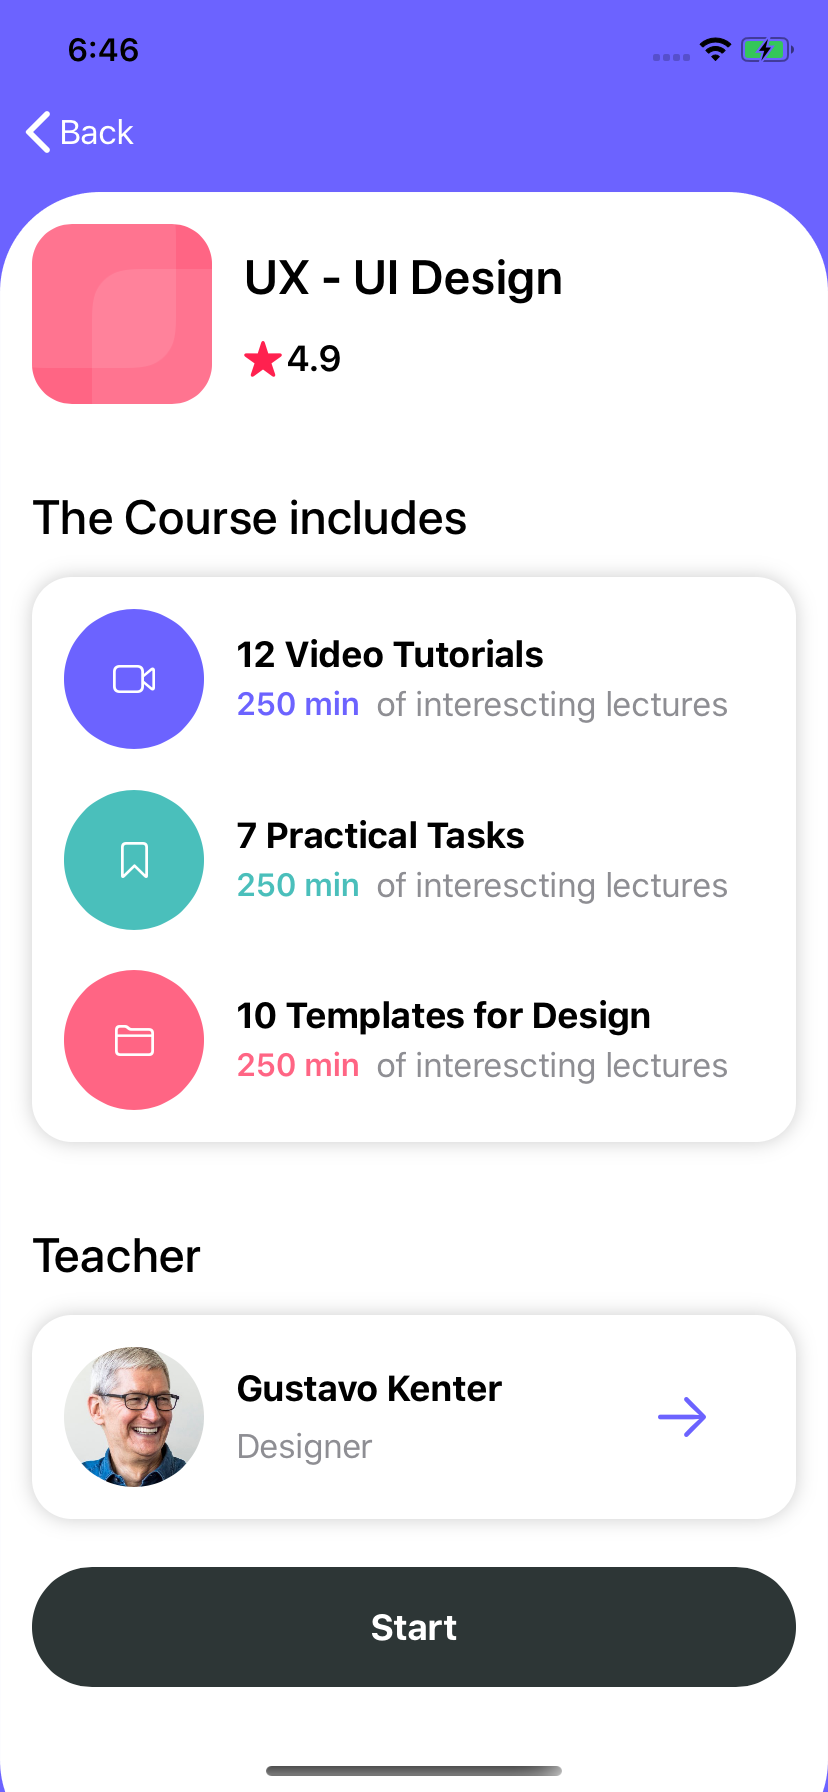 6:46
Back
UX - UI Design
4.9
The Course includes
12 Video Tutorials
250 min of interescting lectures
7 Practical Tasks
250 min of interescting lectures
10 Templates for Design
250 min of interescting lectures
Teacher
Gustavo Kenter
Designer
Start